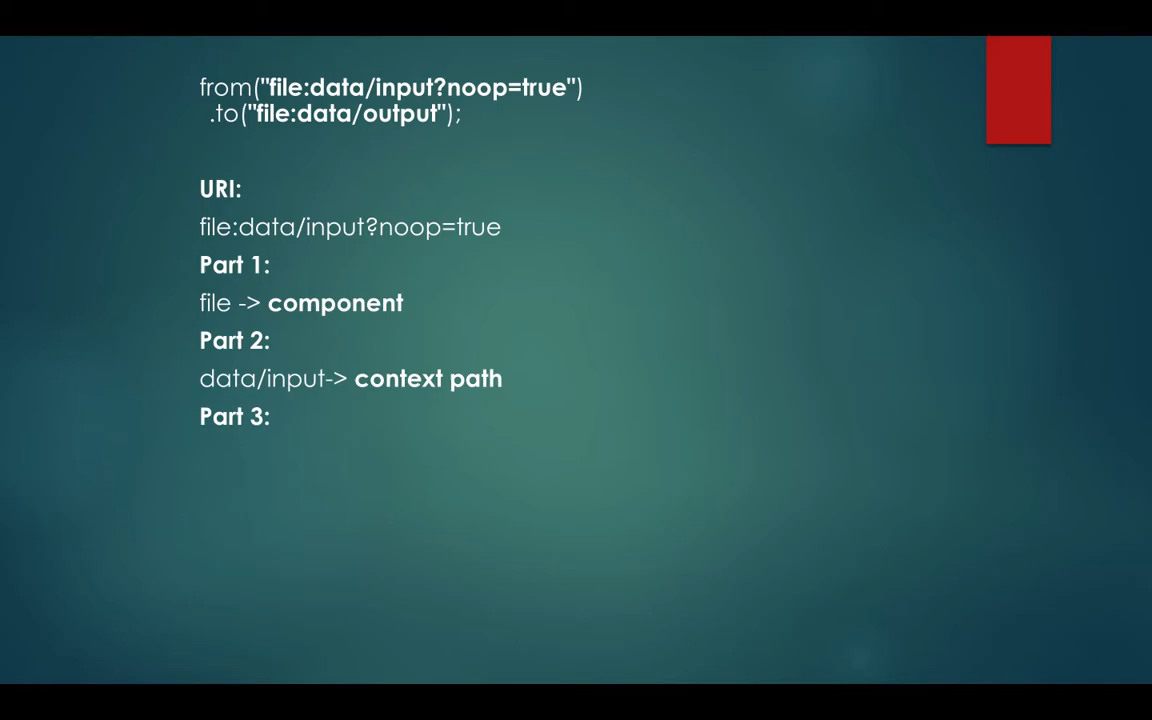 from("file:data/input?noop=true")
.to("file:data/output");
URI:
file:data/input?noop=true
Part 1:
file -> component
Part 2:
data/input-> context path
Part 3: